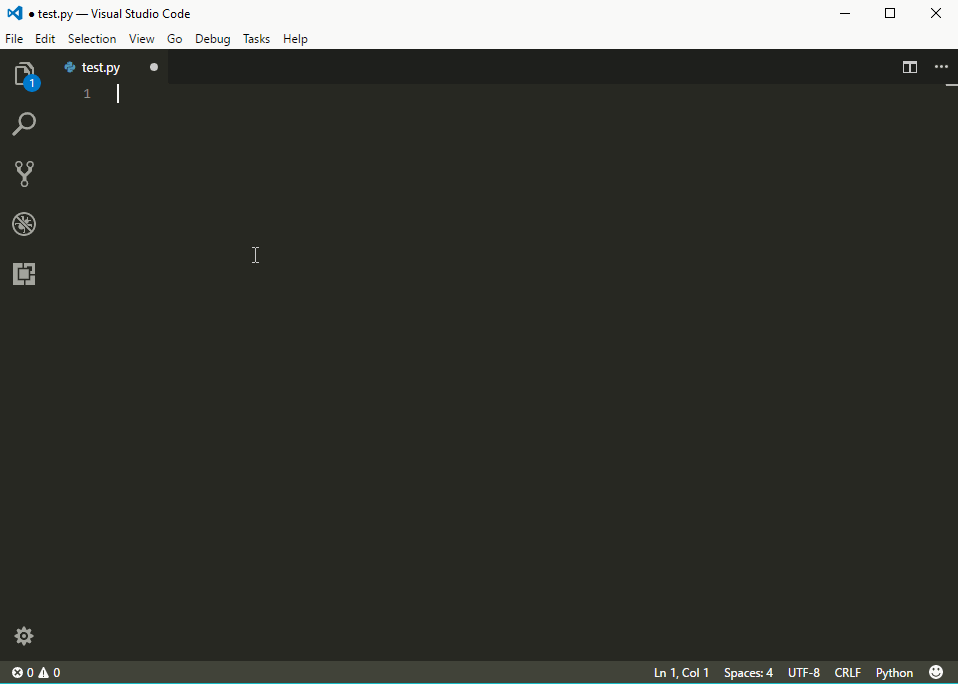 ● test.py — Visual Studio Code
File Edit Selection View Go Debug Tasks Help
test.py
1
1
0 0 Ln 1, Col 1 Spaces: 4 UTF-8 CRLF Python